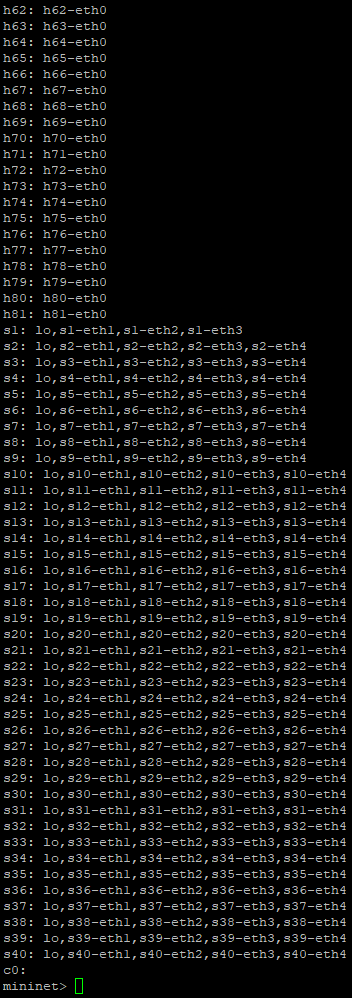 h62: h62-eth0
h63: h63-eth0
h64: h64-eth0
h65: h65-eth0
h66: h66-eth0
h67: h67-eth0
h68: h68-eth0
h69: h69-eth0
h70: h70-eth0
h71: h71-eth0
h72: h72-eth0
h73: h73-eth0
h74: h74-eth0
h75: h75-eth0
h76: h76-eth0
h77: h77-eth0
h78: h78-eth0
h79: h79-eth0
h80: h80-eth0
h81: h81-eth0
s1: lo,s1-eth1,s1-eth2,s1-eth3
s2: lo,s2-eth1,s2-eth2,s2-eth3,s2-eth4
s3: lo,s3-eth1,s3-eth2,s3-eth3,s3-eth4
s4: lo,s4-eth1,s4-eth2,s4-eth3,s4-eth4
s5: lo,s5-eth1,s5-eth2,s5-eth3,s5-eth4
s6: lo,s6-eth1,s6-eth2,s6-eth3,s6-eth4
s7: lo,s7-eth1,s7-eth2,s7-eth3,s7-eth4
s8: lo,s8-eth1,s8-eth2,s8-eth3,s8-eth4
s9: lo,s9-eth1,s9-eth2,s9-eth3,s9-eth4
s10: lo,s10-eth1,s10-eth2,s10-eth3,s10-eth4
s11: lo,s11-eth1,s11-eth2,s11-eth3,s11-eth4
s12: lo,s12-eth1,s12-eth2,s12-eth3,s12-eth4
s13: lo,s13-eth1,s13-eth2,s13-eth3,s13-eth4
s14: lo,s14-eth1,s14-eth2,s14-eth3,s14-eth4
s15: lo,s15-eth1,s15-eth2,s15-eth3,s15-eth4
s16: lo,s16-eth1,s16-eth2,s16-eth3,s16-eth4
s17: lo,s17-eth1,s17-eth2,s17-eth3,s17-eth4
s18: lo,s18-eth1,s18-eth2,s18-eth3,s18-eth4
s19: lo,s19-eth1,s19-eth2,s19-eth3,s19-eth4
s20: lo,s20-eth1,s20-eth2,s20-eth3,s20-eth4
s21: lo,s21-eth1,s21-eth2,s21-eth3,s21-eth4
s22: lo,s22-eth1,s22-eth2,s22-eth3,s22-eth4
s23: lo,s23-eth1,s23-eth2,s23-eth3,s23-eth4
s24: lo,s24-eth1,s24-eth2,s24-eth3,s24-eth4
s25: lo,s25-eth1,s25-eth2,s25-eth3,s25-eth4
s26: lo,s26-eth1,s26-eth2,s26-eth3,s26-eth4
s27: lo,s27-eth1,s27-eth2,s27-eth3,s27-eth4
s28: lo,s28-eth1,s28-eth2,s28-eth3,s28-eth4
s29: lo,s29-eth1,s29-eth2,s29-eth3,s29-eth4
s30: lo,s30-eth1,s30-eth2,s30-eth3,s30-eth4
s31: lo,s31-eth1,s31-eth2,s31-eth3,s31-eth4
s32: lo,s32-eth1,s32-eth2,s32-eth3,s32-eth4
s33: lo,s33-eth1,s33-eth2,s33-eth3,s33-eth4
s34: lo,s34-eth1,s34-eth2,s34-eth3,s34-eth4
s35: lo,s35-eth1,s35-eth2,s35-eth3,s35-eth4
s36: lo,s36-eth1,s36-eth2,s36-eth3,s36-eth4
s37: lo,s37-eth1,s37-eth2,s37-eth3,s37-eth4
s38: lo,s38-eth1,s38-eth2,s38-eth3,s38-eth4
s39: lo,s39-eth1,s39-eth2,s39-eth3,s39-eth4
s40: lo,s40-eth1,s40-eth2,s40-eth3,s40-eth4
c0:
mininet>